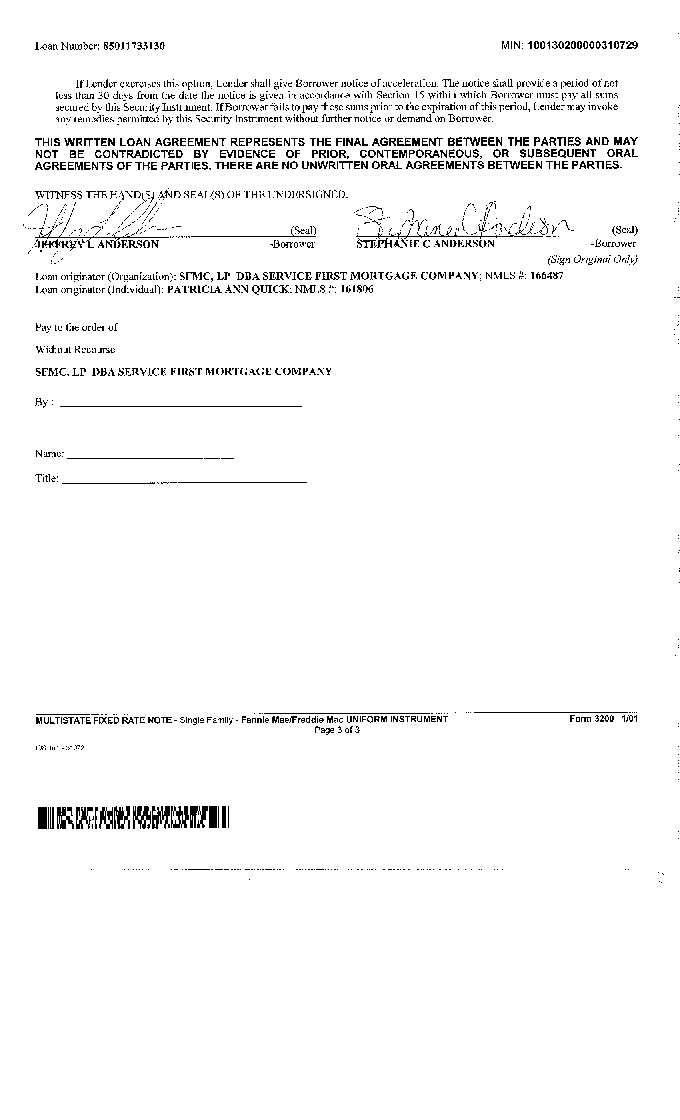 Loan Number: 85011733130
MIN: 100130200000310729
If Lender exercises this option, Lender shall give Borrower notice of acceleration. The notice shall provide a period of not
less than 30 days from the date the notice is given in accordance with Section 15 within which Borrower must pay all sums
secured by this Security Instrument. If Borrower fails to pay these sums prior to the expiration of this period, Lender may invoke
any remedies permitted by this Security Instrument without further notice or demand on Borrower.
THIS WRITTEN LOAN AGREEMENT REPRESENTS THE FINAL AGREEMENT BETWEEN THE PARTIES AND MAY
NOT BE CONTRADICTED BY EVIDENCE OF PRIOR, CONTEMPORANEOUS, OR SUBSEQUENT ORAL
AGREEMENTS OF THE PARTIES. THERE ARE NO UNWRITTEN ORAL AGREEMENTS BETWEEN THE PARTIES.
WITNESS THE HAND(S) AND SEAL(S) OF THE UNDERSIGNED.
(Seal) (Seal)
JEFFREY L ANDERSON -Borrower STEPHANIE C ANDERSON -Borrower
(Sign Original Only)
Loan originator (Organization): SFMC, LP DBA SERVICE FIRST MORTGAGE COMPANY; NMLS #: 166487
Loan originator (Individual): PATRICIA ANN QUICK; NMLS #: 161806
Pay to the order of
Without Recourse
SFMC, LP DBA SERVICE FIRST MORTGAGE COMPANY
By :
Name:
Title:
MULTISTATE FIXED RATE NOTE - Single Family - Fannie Mae/Freddie Mac UNIFORM INSTRUMENT Form 3200 1/01
Page 3 of 3